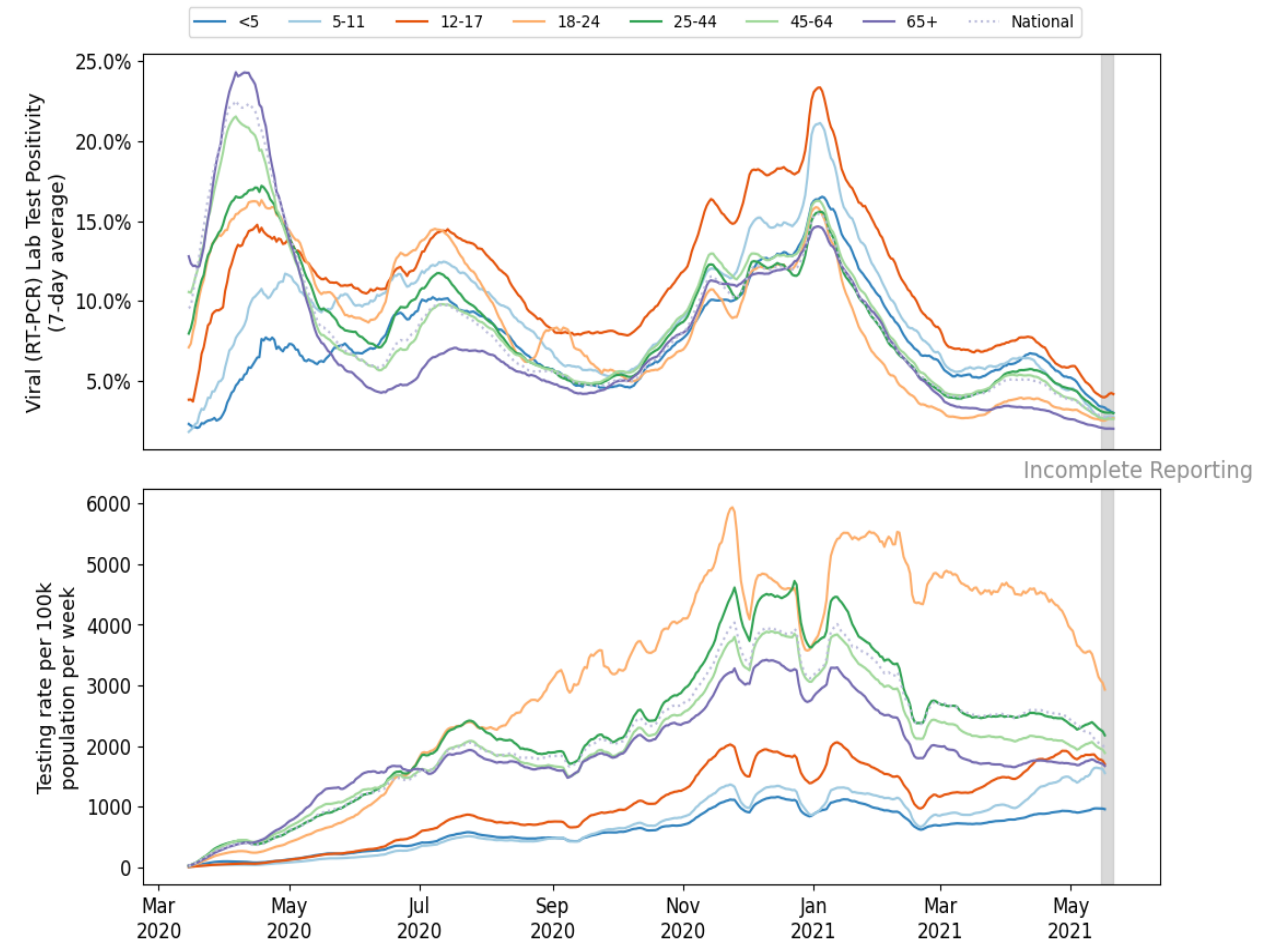 <5 5-11 12-17 18-24 25-44 45-64 65+ National
Viral (RT-PCR) Lab Test Positivity
(7-day average)
25.0%
20.0%
15.0%
10.0%
5.0%
Incomplete Reporting
Testing rate per 100k
population per week
6000
5000
4000
3000
2000
1000
0
Mar May Jul Sep Nov Jan Mar May
2020 2020 2020 2020 2020 2021 2021 2021